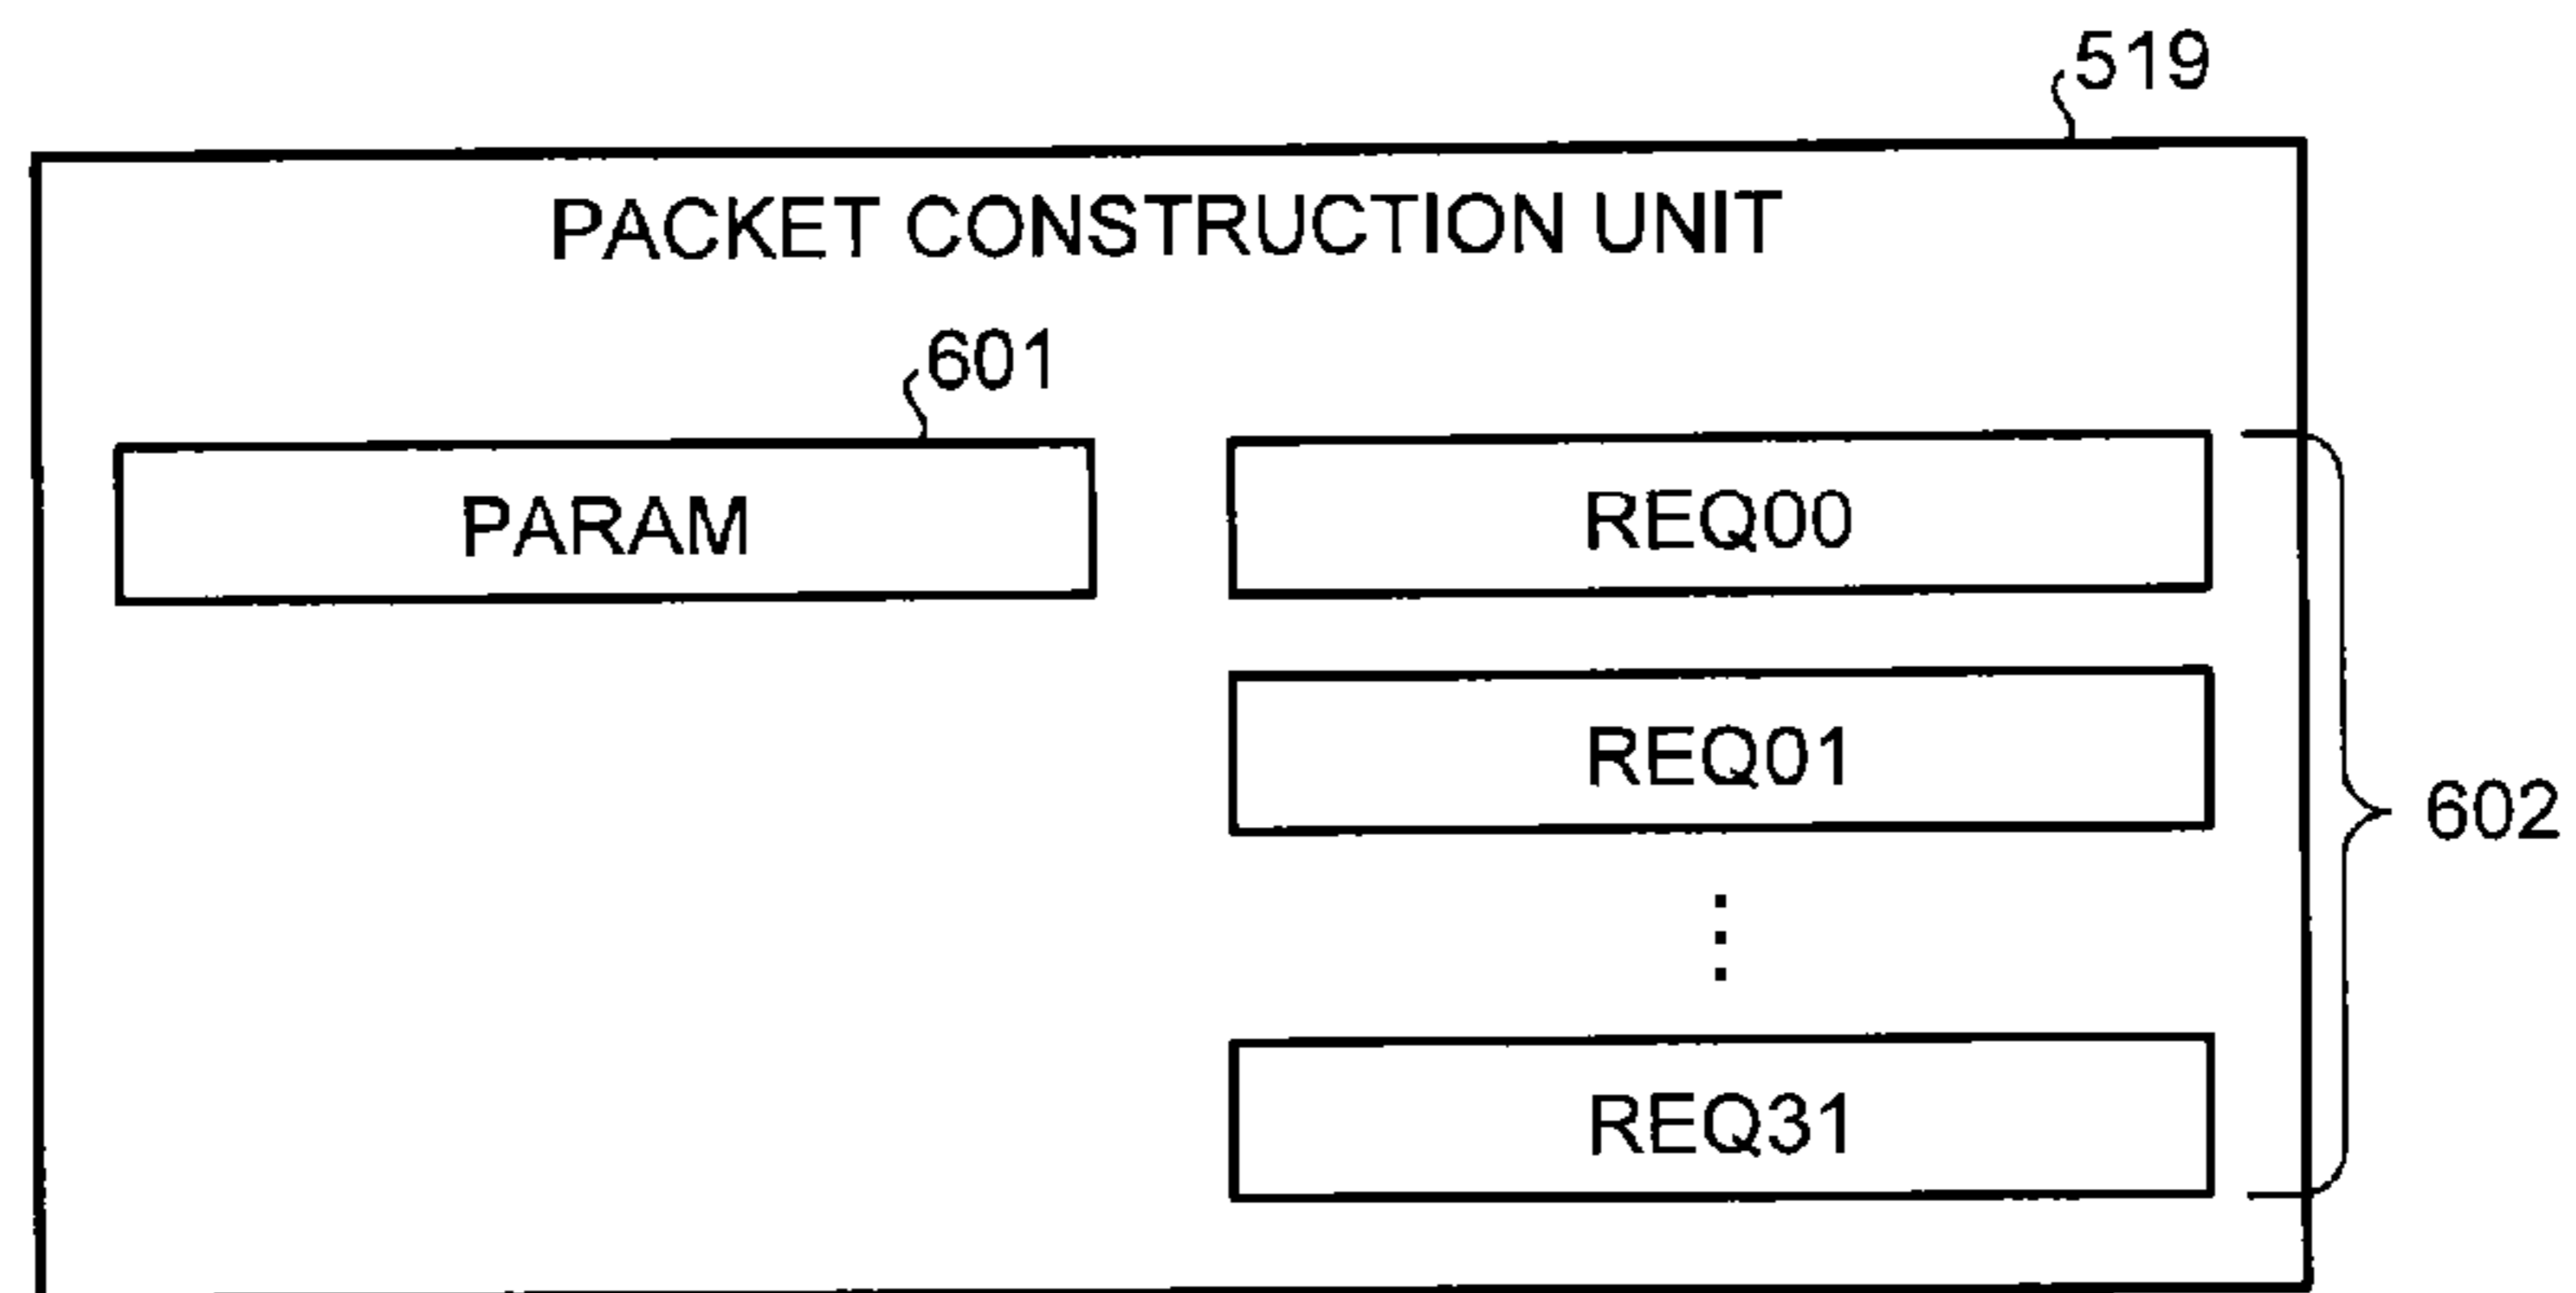 519
PACKET CONSTRUCTION UNIT
601
PARAM
REQ00
REQ01
602
REQ31